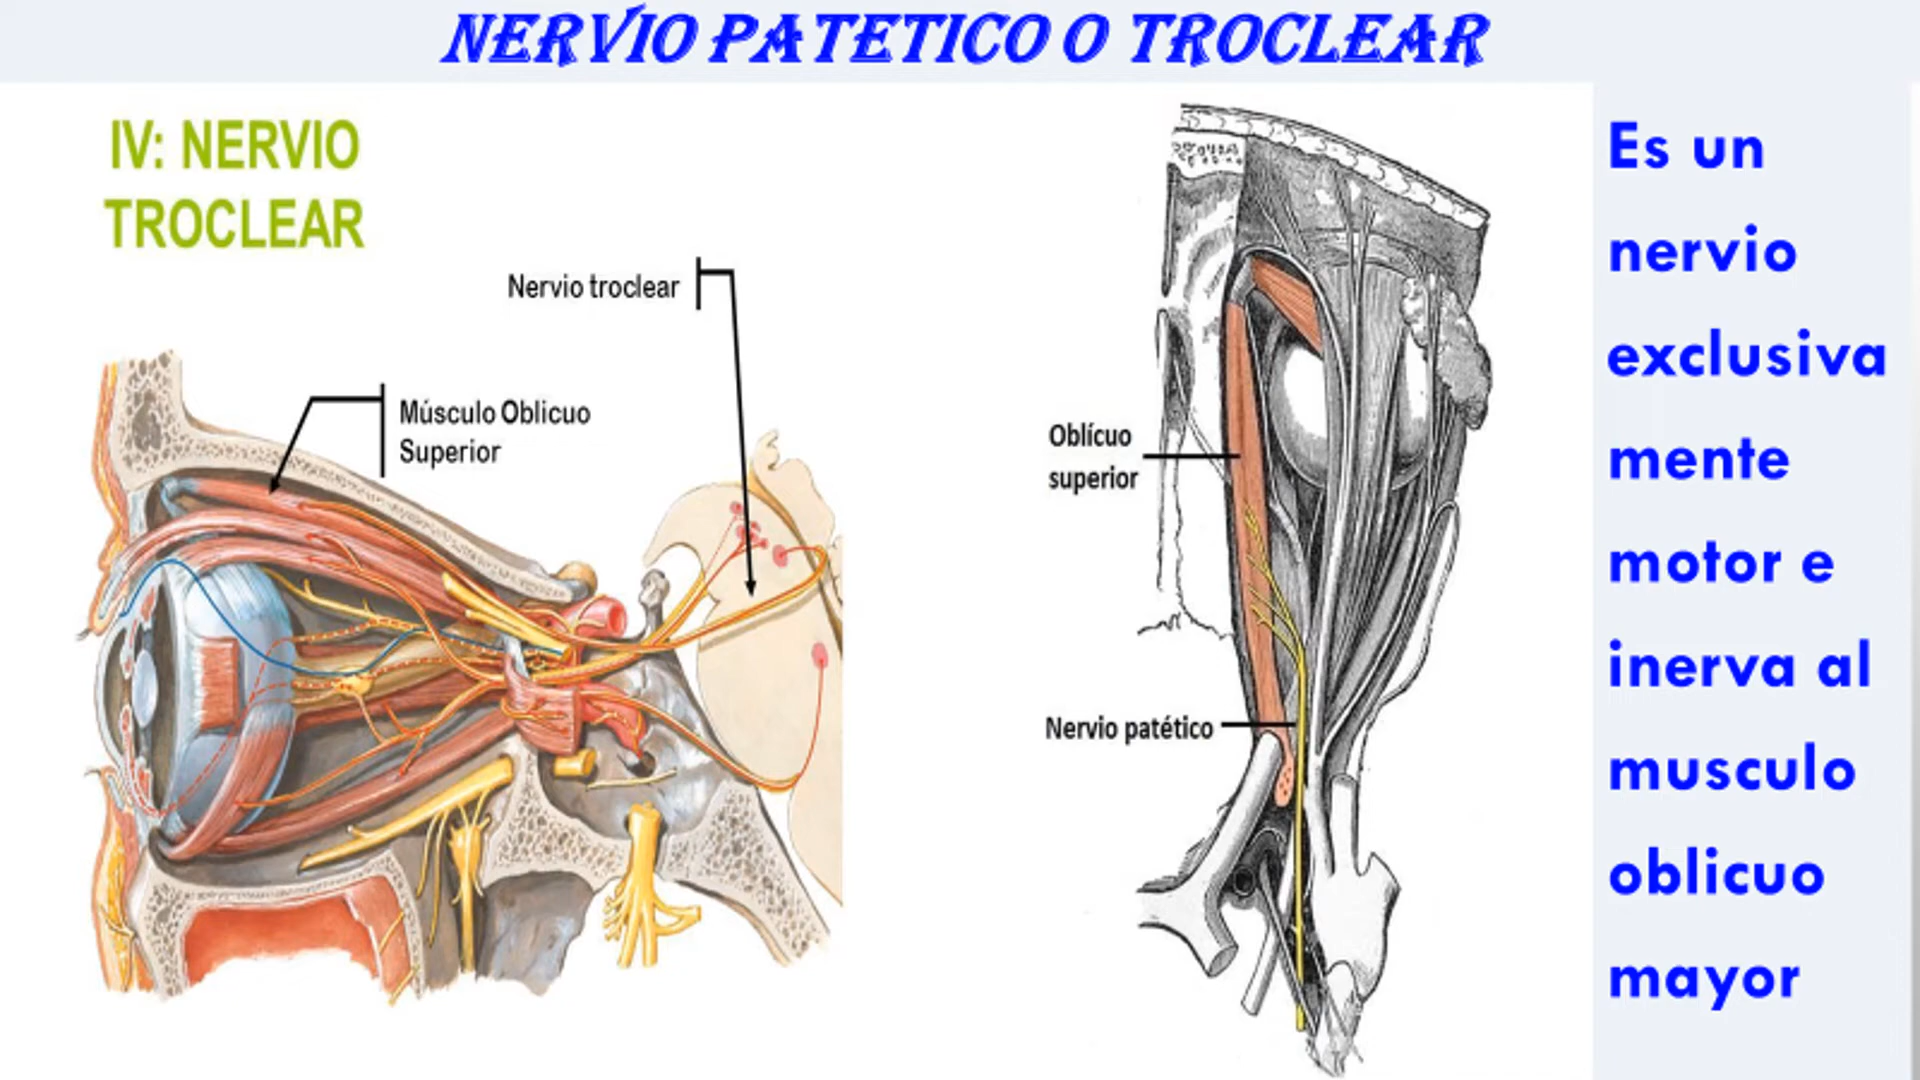 NERVIO PATETICO O TROCLEAR
IV: NERVIO
TROCLEAR
Nervio troclear
Músculo Oblicuo
Superior
Oblícuo
superior
Nervio patético
Es un
nervio
exclusiva
mente
motor e
inerva al
musculo
oblicuo
mayor